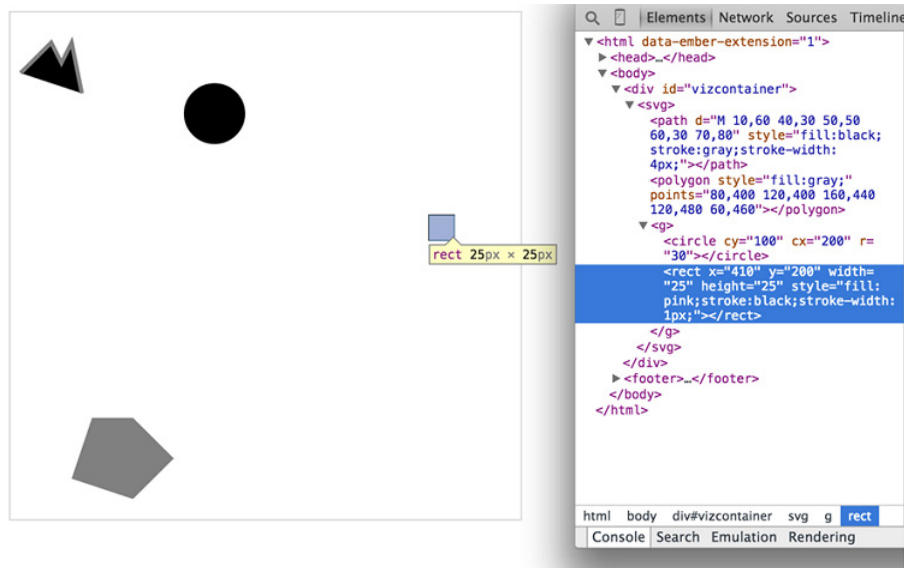 rect 25px × 25px
Elements Network Sources Timeline
▼<html data-ember-extension="1">
▶<head>…</head>
▼<body>
▼<div id="vizcontainer">
▼<svg>
<path d="M 10,60 40,30 50,50
60,30 70,80" style="fill:black;
stroke:gray;stroke-width:
4px;"></path>
<polygon style="fill:gray;"
points="80,400 120,400 160,440
120,480 60,460"></polygon>
▼<g>
<circle cy="100" cx="200" r=
"30"></circle>
<rect x="410" y="200" width=
"25" height="25" style="fill:
pink;stroke:black;stroke-width:
1px;"></rect>
</g>
</svg>
</div>
▶<footer>…</footer>
</body>
</html>
html body div#vizcontainer svg g rect
Console Search Emulation Rendering